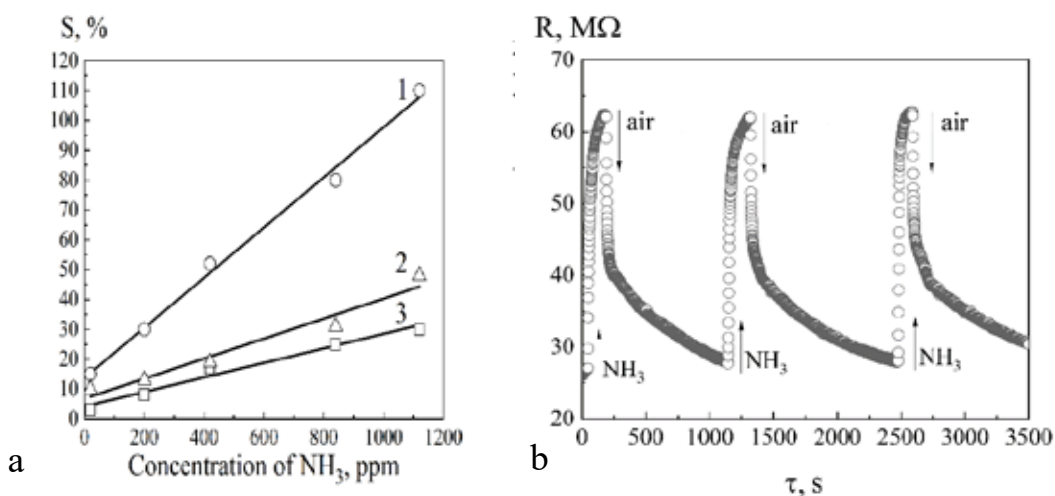 S, %
120
110
100
90
80
70
60
50
40
30
20
10
0
0 200 400 600 800 1000 1200
1
2
3
Concentration of NH₃, ppm
a
R, MΩ
70
60
50
40
30
20
0 500 1000 1500 2000 2500 3000 3500
air
air
air
NH₃
NH₃
NH₃
τ, s
b